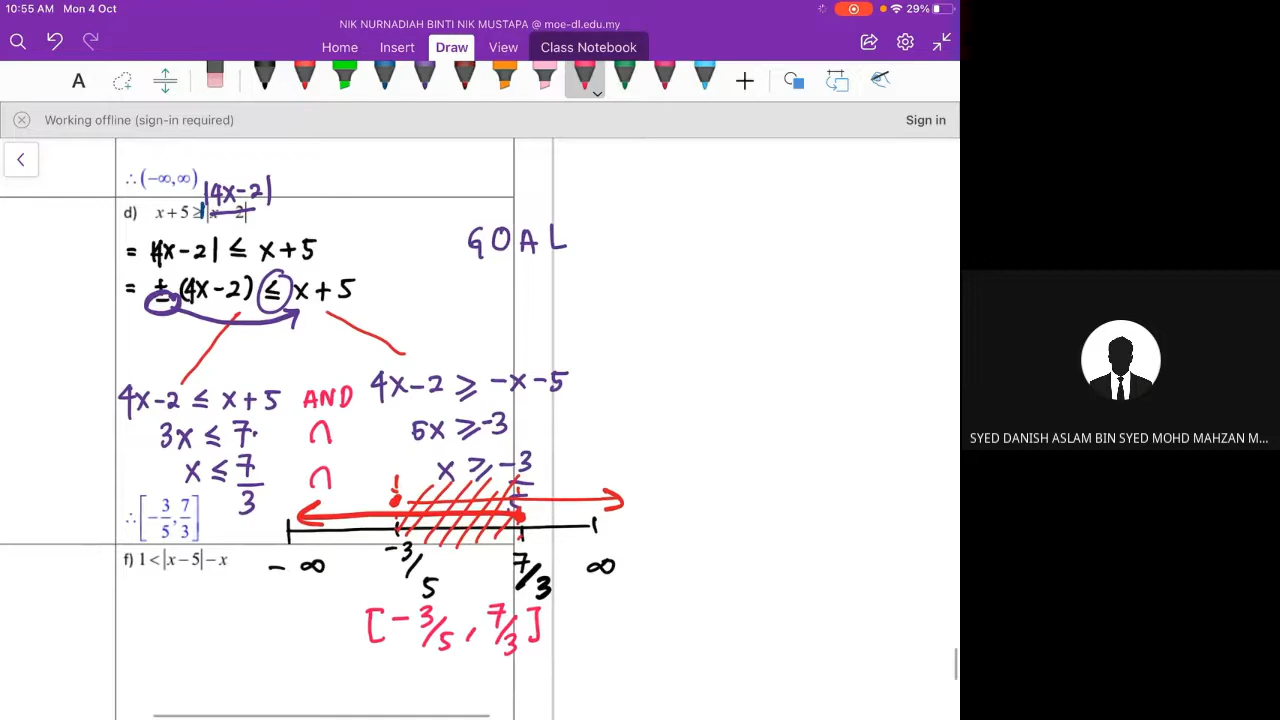 10:55 AM Mon 4 Oct
29%
NIK NURNADIAH BINTI NIK MUSTAPA @ moe-dl.edu.my
Home Insert Draw View Class Notebook
A
Working offline (sign-in required)
Sign in
∴ (−∞,∞)
|4x−2|
d) x + 5 ≥ |x 2|
= |4x−2| ≤ x+5
GOAL
= ± (4x−2) ≤ x+5
4x−2 ≤ x+5 AND 4x−2 ≥ −x−5
3x ≤ 7 ∩ 5x ≥ −3
x ≤ 7/3 ∩ x ≥ −3/5
∴ [−3/5, 7/3]
f) 1 < |x − 5| − x
−∞ −3/5 7/3 ∞
[−3/5, 7/3]
SYED DANISH ASLAM BIN SYED MOHD MAHZAN M...